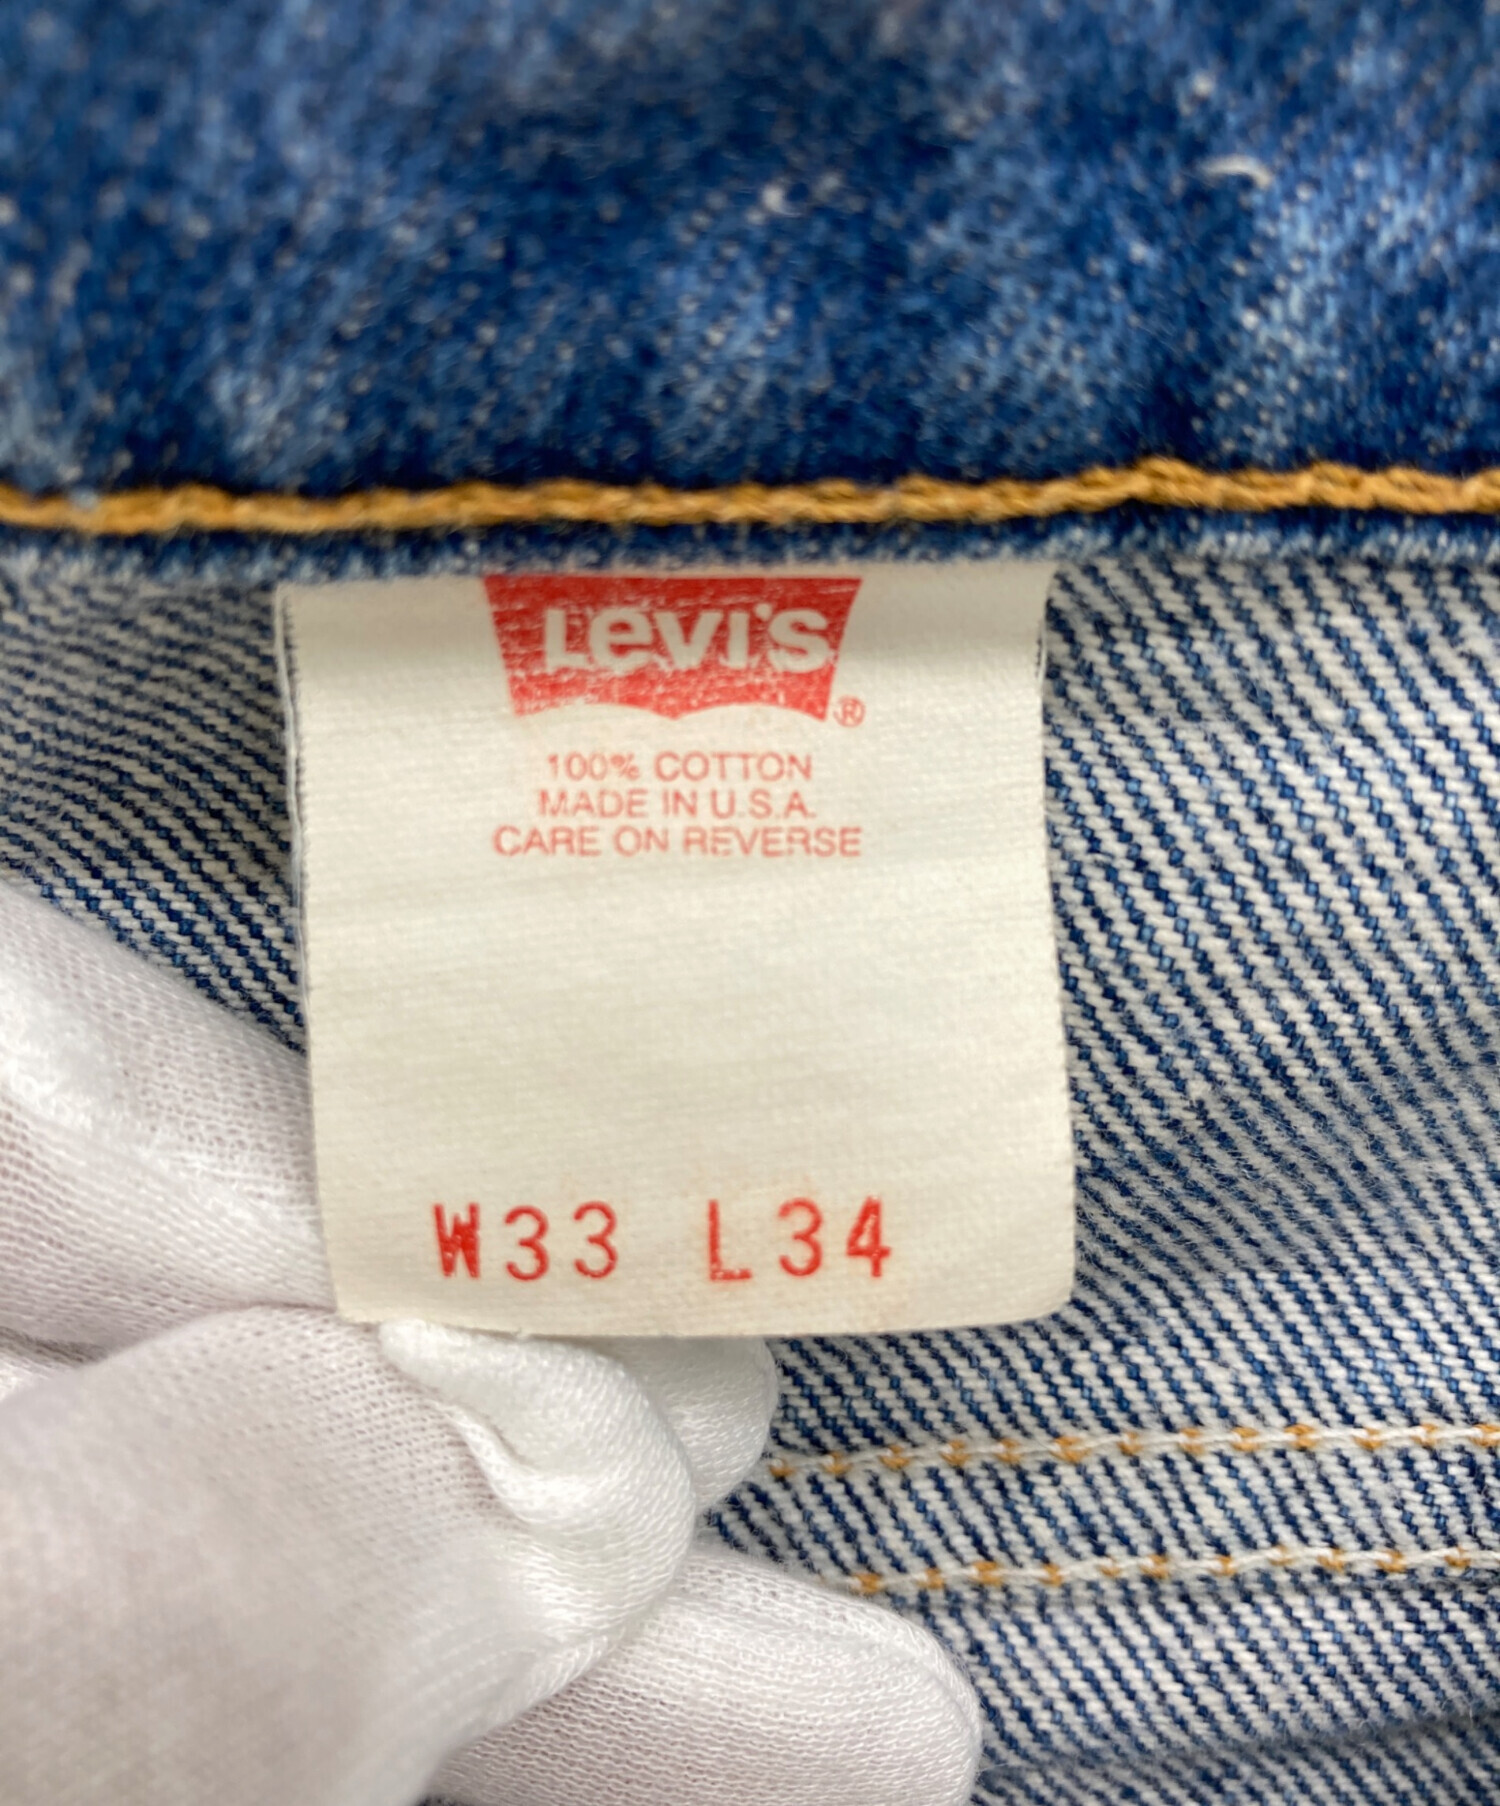 Levi's ®
100% COTTON
MADE IN U.S.A.
CARE ON REVERSE
W33 L34